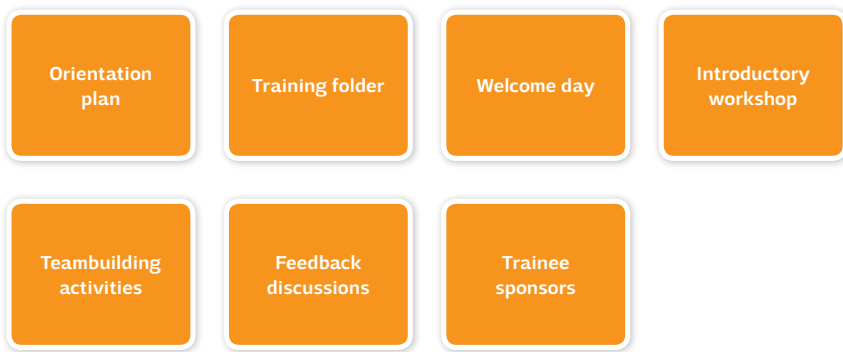 Orientation
plan
Training folder
Welcome day
Introductory
workshop
Teambuilding
activities
Feedback
discussions
Trainee
sponsors